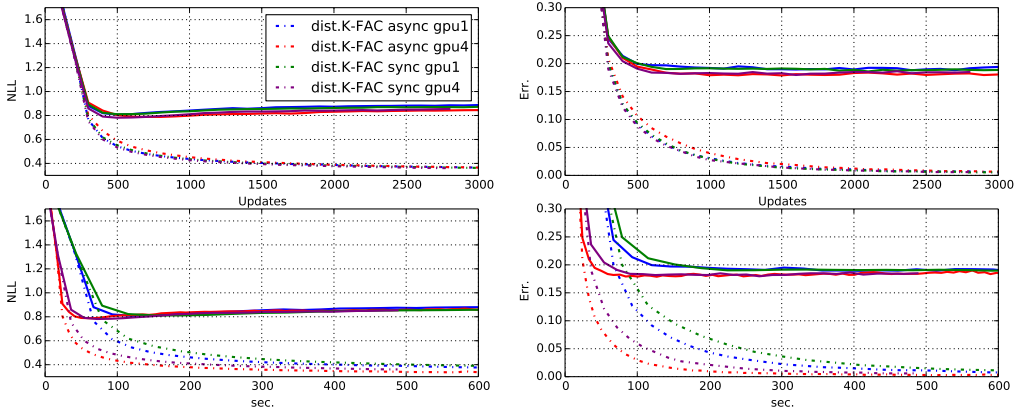 1.6
1.4
1.2
1.0
0.8
0.6
0.4
NLL
0 500 1000 1500 2000 2500 3000
Updates
dist.K-FAC async gpu1
dist.K-FAC async gpu4
dist.K-FAC sync gpu1
dist.K-FAC sync gpu4
0.30
0.25
0.20
0.15
0.10
0.05
0.00
Err.
0 500 1000 1500 2000 2500 3000
Updates
1.6
1.4
1.2
1.0
0.8
0.6
0.4
NLL
0 100 200 300 400 500 600
sec.
0.30
0.25
0.20
0.15
0.10
0.05
0.00
Err.
0 100 200 300 400 500 600
sec.